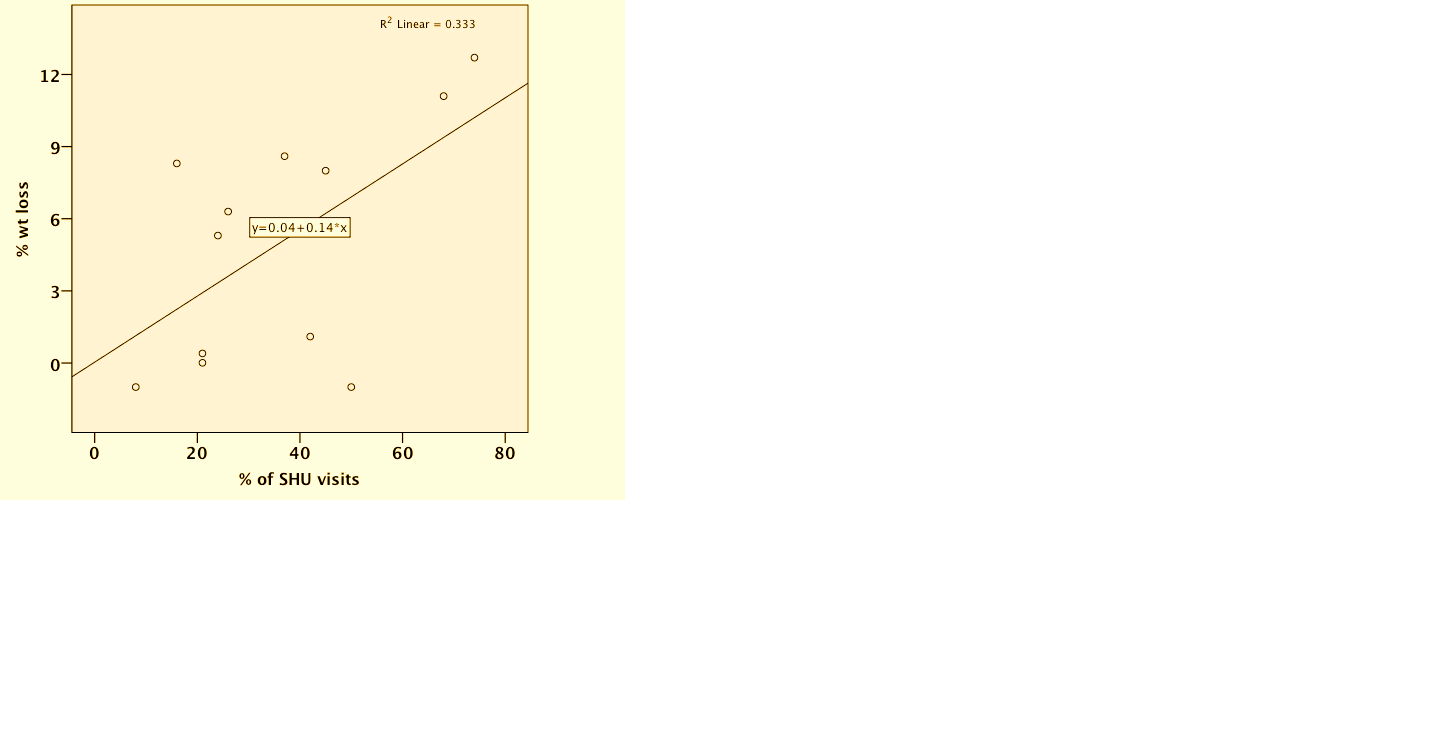 R2 Linear = 0.333
12
9
6
3
0
% wt loss
y=0.04+0.14*x
0 20 40 60 80
% of SHU visits